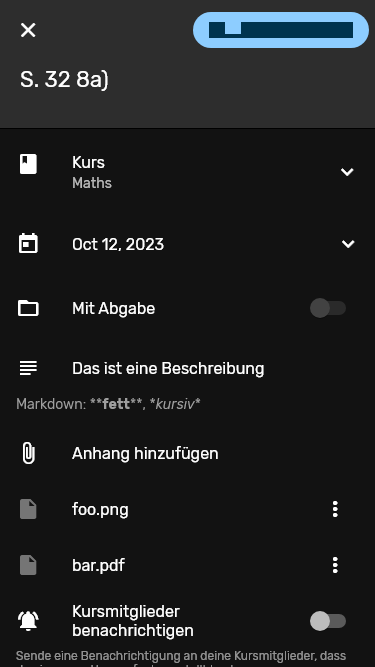 S. 32 8a)
Kurs
Maths
Oct 12, 2023
Mit Abgabe
Das ist eine Beschreibung
Markdown: **fett**, *kursiv*
Anhang hinzufügen
foo.png
bar.pdf
Kursmitglieder
benachrichtigen
Sende eine Benachrichtigung an deine Kursmitglieder, dass